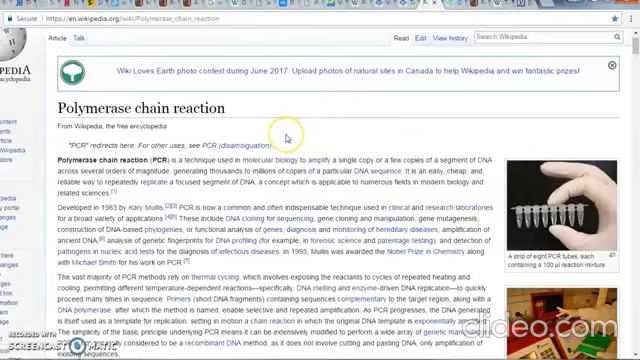 Secure https://en.wikipedia.org/wiki/Polymerase_chain_reaction
Article Talk Read Edit View history Search Wikipedia
PEDIA
encyclopedia
Wiki Loves Earth photo contest during June 2017: Upload photos of natural sites in Canada to help Wikipedia and win fantastic prizes!
Polymerase chain reaction
From Wikipedia, the free encyclopedia
"PCR" redirects here. For other uses, see PCR (disambiguation).
Polymerase chain reaction (PCR) is a technique used in molecular biology to amplify a single copy or a few copies of a segment of DNA
across several orders of magnitude, generating thousands to millions of copies of a particular DNA sequence. It is an easy, cheap, and
reliable way to repeatedly replicate a focused segment of DNA, a concept which is applicable to numerous fields in modern biology and
related sciences.[1]
Developed in 1983 by Kary Mullis,[2][3] PCR is now a common and often indispensable technique used in clinical and research laboratories
for a broad variety of applications.[4][5] These include DNA cloning for sequencing, gene cloning and manipulation, gene mutagenesis,
construction of DNA-based phylogenies, or functional analysis of genes; diagnosis and monitoring of hereditary diseases; amplification
of ancient DNA;[6] analysis of genetic fingerprints for DNA profiling (for example, in forensic science and parentage testing); and detection of
pathogens in nucleic acid tests for the diagnosis of infectious diseases. In 1993, Mullis was awarded the Nobel Prize in Chemistry along
with Michael Smith for his work on PCR.[7]
A strip of eight PCR tubes, each
containing a 100 μl reaction mixture
The vast majority of PCR methods rely on thermal cycling, which involves exposing the reactants to cycles of repeated heating and
cooling, permitting different temperature-dependent reactions—specifically, DNA melting and enzyme-driven DNA replication—to quickly
proceed many times in sequence. Primers (short DNA fragments) containing sequences complementary to the target region, along with a
DNA polymerase, after which the method is named, enable selective and repeated amplification. As PCR progresses, the DNA generated
is itself used as a template for replication, setting in motion a chain reaction in which the original DNA template is exponentially
The simplicity of the basic principle underlying PCR means it can be extensively modified to perform a wide array of genetic
commonly used for a recombinant DNA method, as it does not involve cutting and pasting DNA, only amplification of
existing sequences.
RECORDED WITH
SCREENCAST MATIC
clideo.com